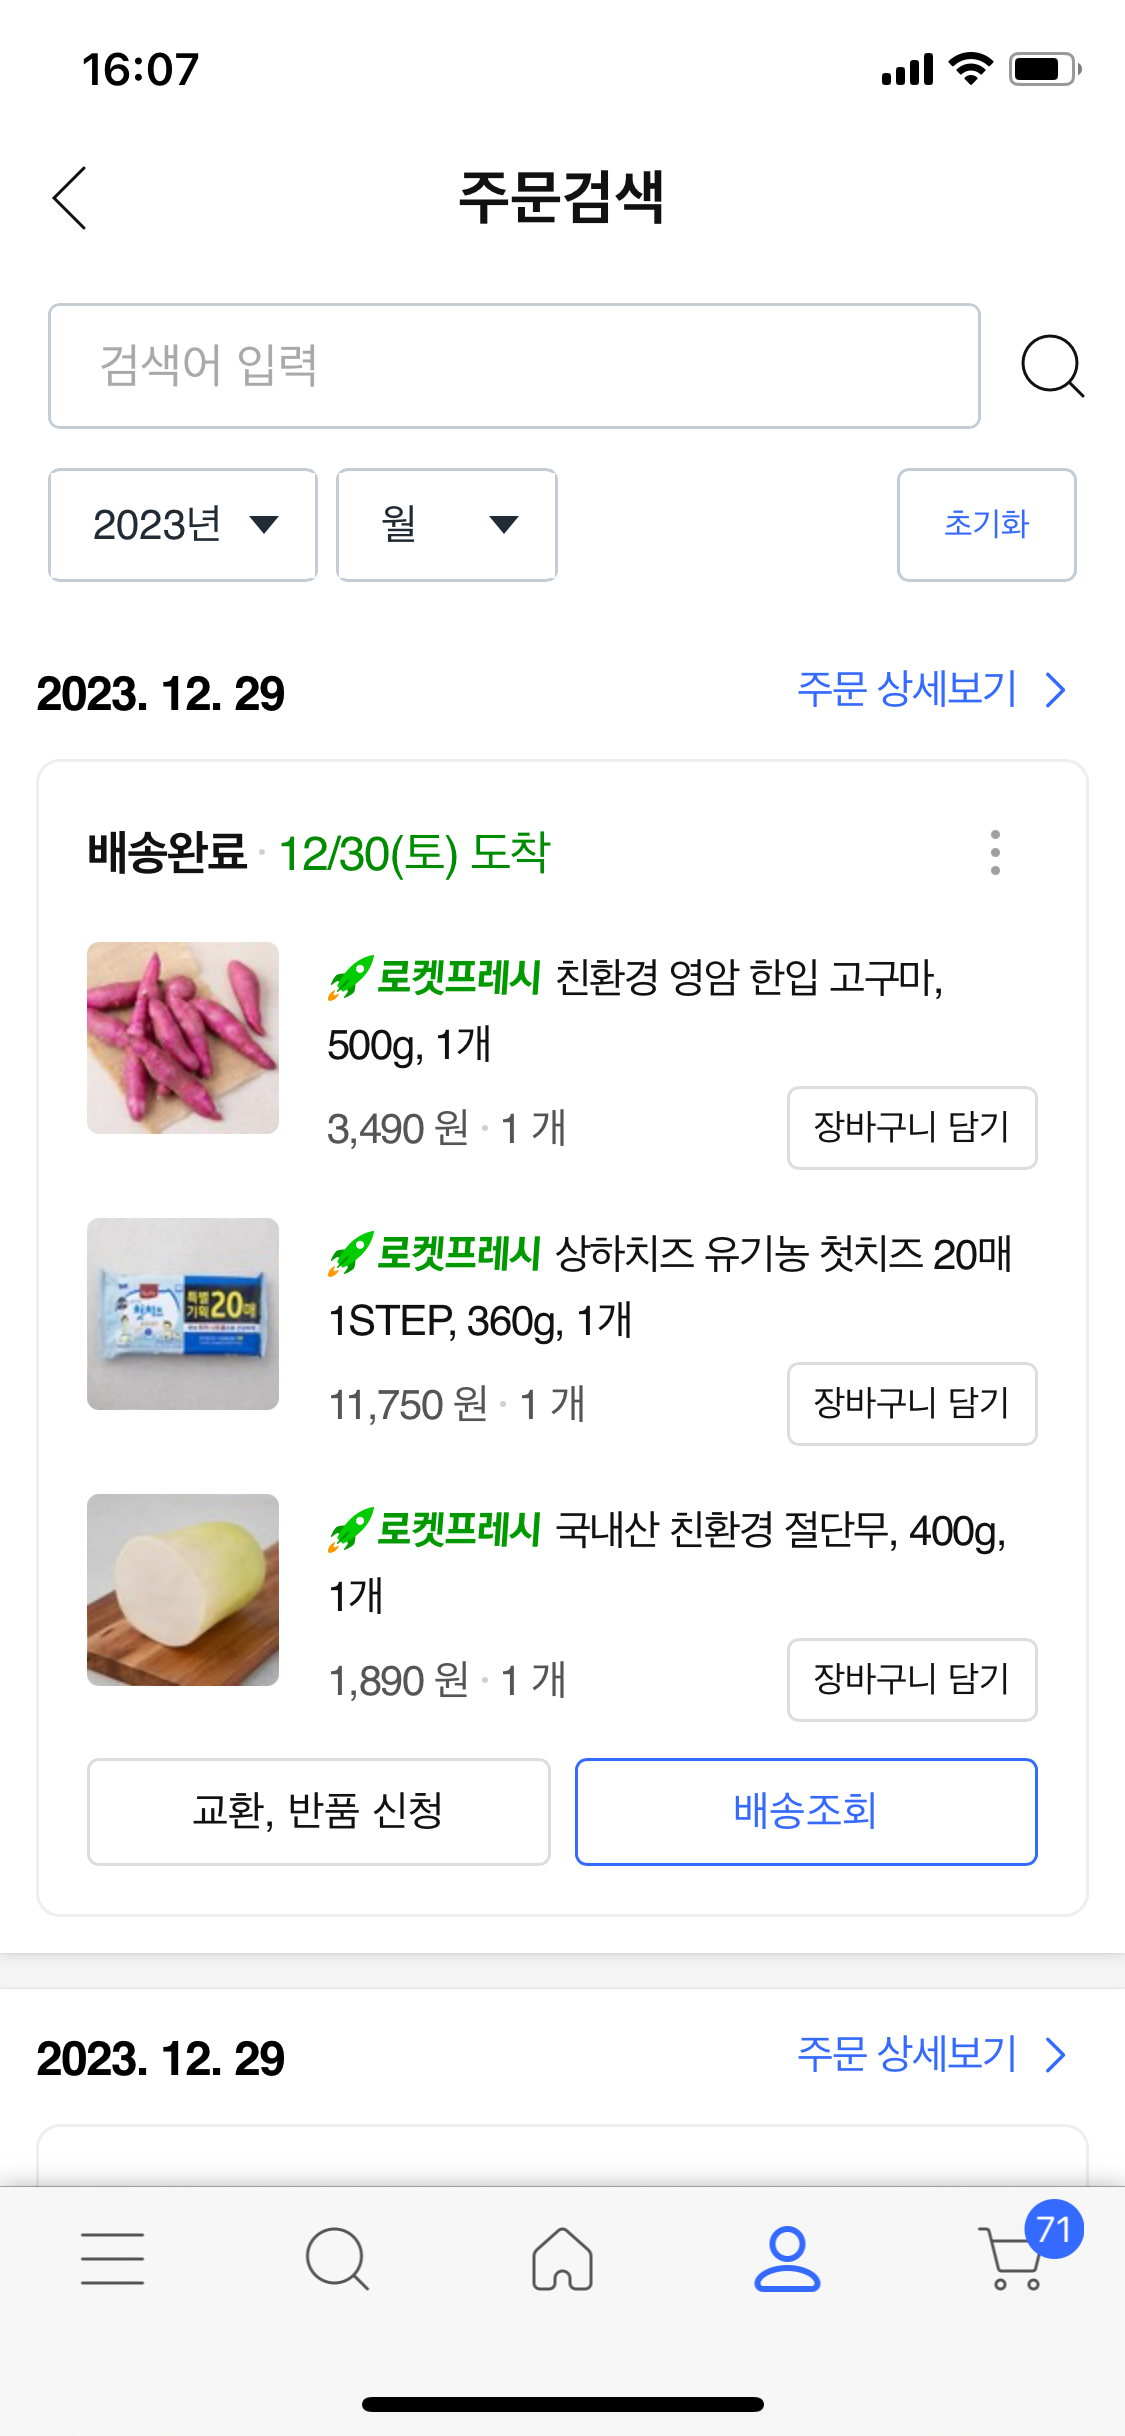 16:07
주문검색
검색어 입력
2023년
월
초기화
2023. 12. 29
주문 상세보기
배송완료 · 12/30(토) 도착
로켓프레시 친환경 영암 한입 고구마,
500g, 1개
3,490 원 · 1 개
장바구니 담기
특별
기획 20매
로켓프레시 상하치즈 유기농 첫치즈 20매
1STEP, 360g, 1개
11,750 원 · 1 개
장바구니 담기
로켓프레시 국내산 친환경 절단무, 400g,
1개
1,890 원 · 1 개
장바구니 담기
교환, 반품 신청
배송조회
2023. 12. 29
주문 상세보기
71